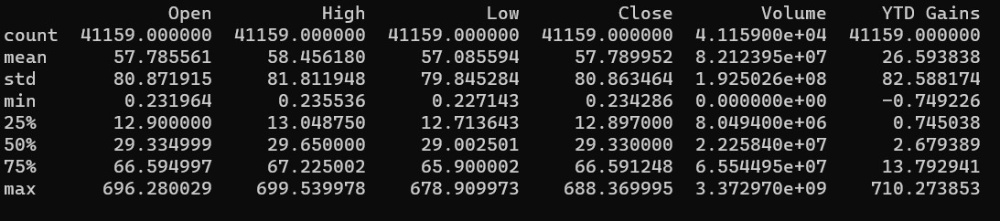 Open High Low Close Volume YTD Gains
count 41159.000000 41159.000000 41159.000000 41159.000000 4.115900e+04 41159.000000
mean 57.785561 58.456180 57.085594 57.789952 8.212395e+07 26.593838
std 80.871915 81.811948 79.845284 80.863464 1.925026e+08 82.588174
min 0.231964 0.235536 0.227143 0.234286 0.000000e+00 -0.749226
25% 12.900000 13.048750 12.713643 12.897000 8.049400e+06 0.745038
50% 29.334999 29.650000 29.002501 29.330000 2.225840e+07 2.679389
75% 66.594997 67.225002 65.900002 66.591248 6.554495e+07 13.792941
max 696.280029 699.539978 678.909973 688.369995 3.372970e+09 710.273853